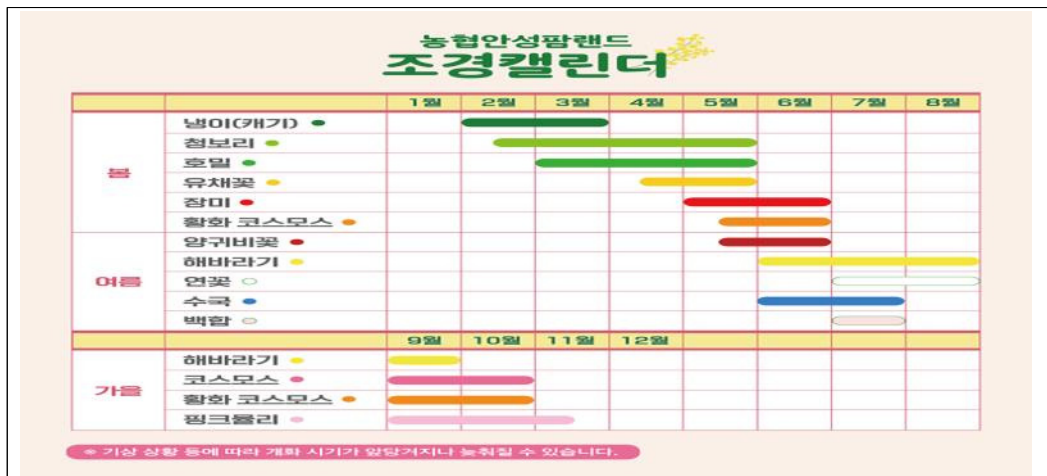 농협안성팜랜드
조경캘린더
1월 2월 3월 4월 5월 6월 7월 8월
봄
냉이(캐기)
청보리
호밀
유채꽃
장미
황화 코스모스
여름
양귀비꽃
해바라기
연꽃
수국
백합
9월 10월 11월 12월
가을
해바라기
코스모스
황화 코스모스
핑크뮬리
※ 기상 상황 등에 따라 개화 시기가 앞당겨지나 늦춰질 수 있습니다.